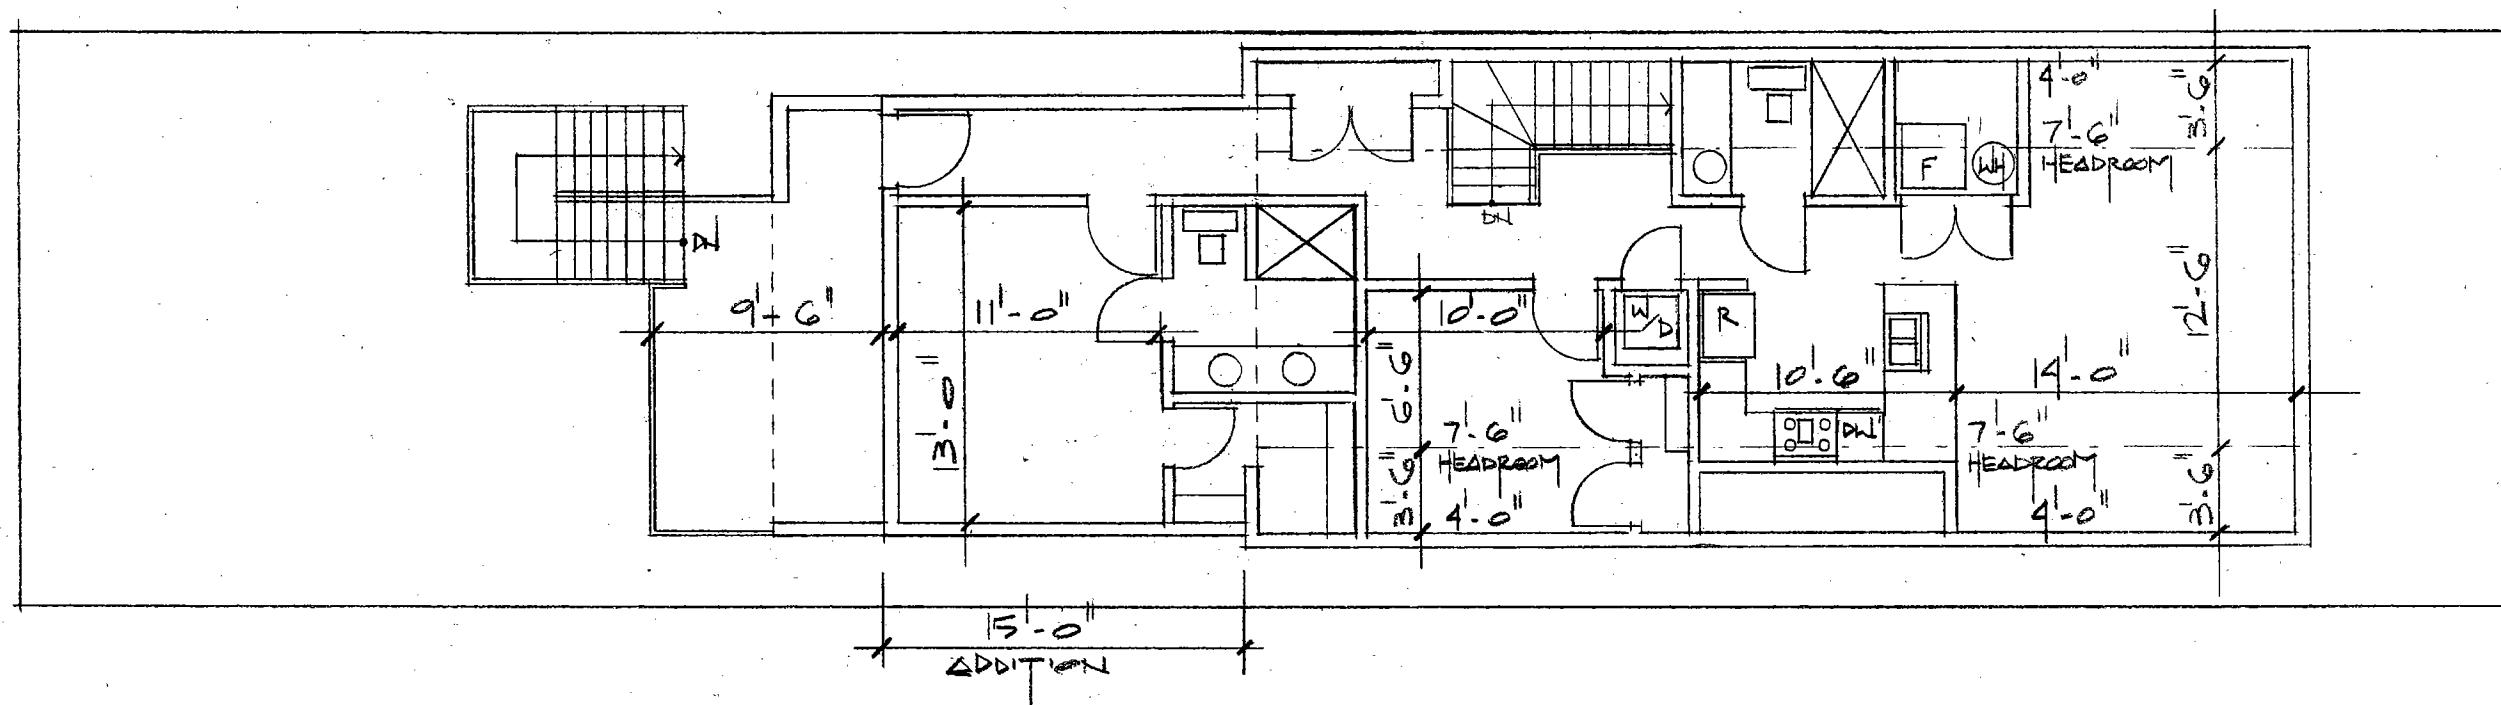 4'-0"
3'-6"
7'-6"
HEADROOM
F
WH
DN
DN
12'-6"
9'-6"
11'-0"
10'-0"
W
D
R
13'-0"
6'-6"
10'-6"
14'-0"
7'-6"
HEADROOM
DW
7'-6"
HEADROOM
3'-6"
4'-0"
4'-0"
3'-6"
15'-0"
ADDITION